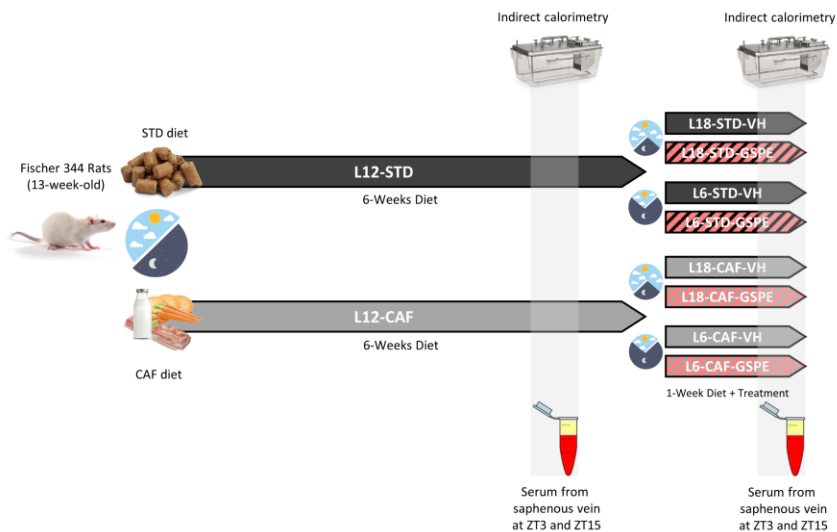 Indirect calorimetry
Indirect calorimetry
STD diet
Fischer 344 Rats
(13-week-old)
L12-STD
6-Weeks Diet
L18-STD-VH
L18-STD-GSPE
L6-STD-VH
L6-STD-GSPE
L12-CAF
6-Weeks Diet
CAF diet
L18-CAF-VH
L18-CAF-GSPE
L6-CAF-VH
L6-CAF-GSPE
1-Week Diet + Treatment
Serum from
saphenous vein
at ZT3 and ZT15
Serum from
saphenous vein
at ZT3 and ZT15